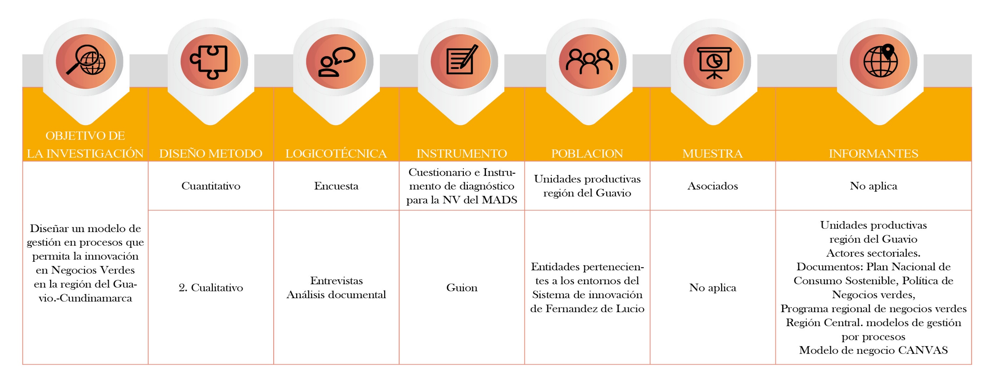 OBJETIVO DE
LA INVESTIGACIÓN
DISEÑO METODO
LOGICOTÉCNICA
INSTRUMENTO
POBLACION
MUESTRA
INFORMANTES
Diseñar un modelo de
gestión en procesos que
permita la innovación
en Negocios Verdes
en la región del Gua-
vio.-Cundinamarca
Cuantitativo
Encuesta
Cuestionario e Instru-
mento de diagnóstico
para la NV del MADS
Unidades productivas
región del Guavio
Asociados
No aplica
2. Cualitativo
Entrevistas
Análisis documental
Guion
Entidades pertenecien-
tes a los entornos del
Sistema de innovación
de Fernandez de Lucio
No aplica
Unidades productivas
región del Guavio
Actores sectoriales.
Documentos: Plan Nacional de
Consumo Sostenible, Política de
Negocios verdes,
Programa regional de negocios verdes
Región Central. modelos de gestión
por procesos
Modelo de negocio CANVAS